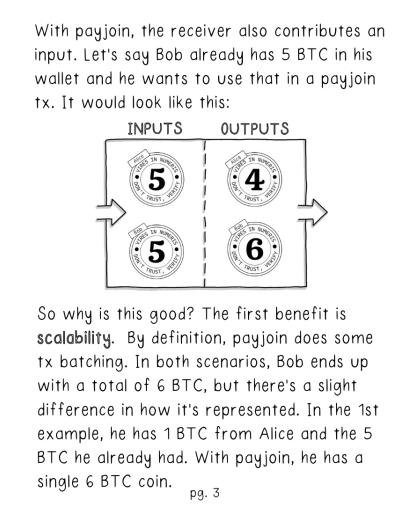 With payjoin, the receiver also contributes an
input. Let's say Bob already has 5 BTC in his
wallet and he wants to use that in a payjoin
tx. It would look like this:
INPUTS OUTPUTS
Alice
VIRES IN NUMERIS
5
DON'T TRUST, VERIFY
Alice
VIRES IN NUMERIS
4
DON'T TRUST, VERIFY
Bob
VIRES IN NUMERIS
5
DON'T TRUST, VERIFY
Bob
VIRES IN NUMERIS
6
DON'T TRUST, VERIFY
So why is this good? The first benefit is
scalability. By definition, payjoin does some
tx batching. In both scenarios, Bob ends up
with a total of 6 BTC, but there's a slight
difference in how it's represented. In the 1st
example, he has 1 BTC from Alice and the 5
BTC he already had. With payjoin, he has a
single 6 BTC coin.
pg. 3